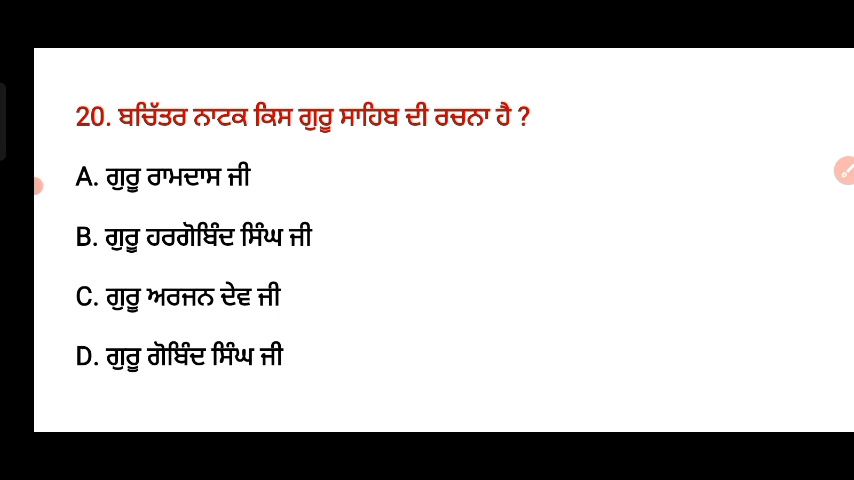 20. ਬਚਿੱਤਰ ਨਾਟਕ ਕਿਸ ਗੁਰੂ ਸਾਹਿਬ ਦੀ ਰਚਨਾ ਹੈ ?
A. ਗੁਰੂ ਰਾਮਦਾਸ ਜੀ
B. ਗੁਰੂ ਹਰਗੋਬਿੰਦ ਸਿੰਘ ਜੀ
C. ਗੁਰੂ ਅਰਜਨ ਦੇਵ ਜੀ
D. ਗੁਰੂ ਗੋਬਿੰਦ ਸਿੰਘ ਜੀ